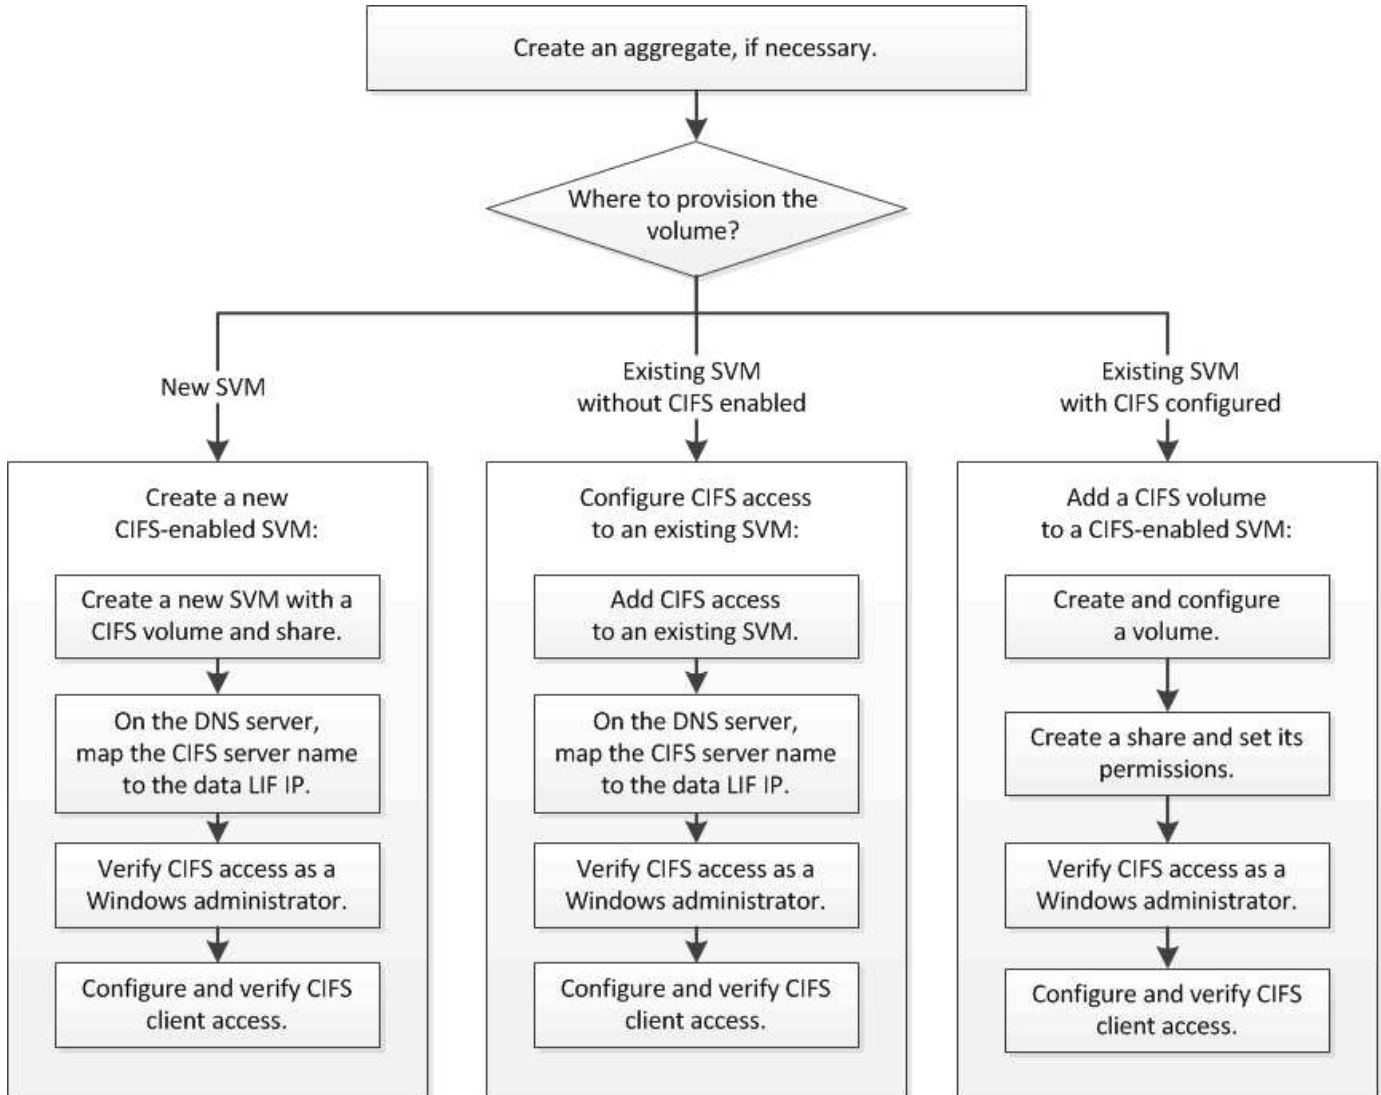 Create an aggregate, if necessary.
Where to provision the
volume?
New SVM
Existing SVM
without CIFS enabled
Existing SVM
with CIFS configured
Create a new
CIFS-enabled SVM:
Create a new SVM with a
CIFS volume and share.
On the DNS server,
map the CIFS server name
to the data LIF IP.
Verify CIFS access as a
Windows administrator.
Configure and verify CIFS
client access.
Configure CIFS access
to an existing SVM:
Add CIFS access
to an existing SVM.
On the DNS server,
map the CIFS server name
to the data LIF IP.
Verify CIFS access as a
Windows administrator.
Configure and verify CIFS
client access.
Add a CIFS volume
to a CIFS-enabled SVM:
Create and configure
a volume.
Create a share and set its
permissions.
Verify CIFS access as a
Windows administrator.
Configure and verify CIFS
client access.